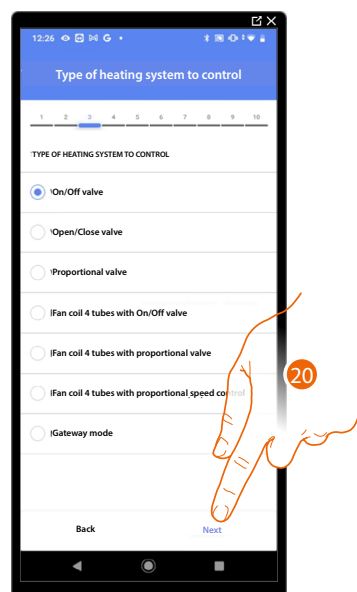 12:26 G
Type of heating system to control
1 2 3 4 5 6 7 8 9 10
TYPE OF HEATING SYSTEM TO CONTROL
On/Off valve
Open/Close valve
Proportional valve
Fan coil 4 tubes with On/Off valve
Fan coil 4 tubes with proportional valve
Fan coil 4 tubes with proportional speed control
Gateway mode
20
Back Next